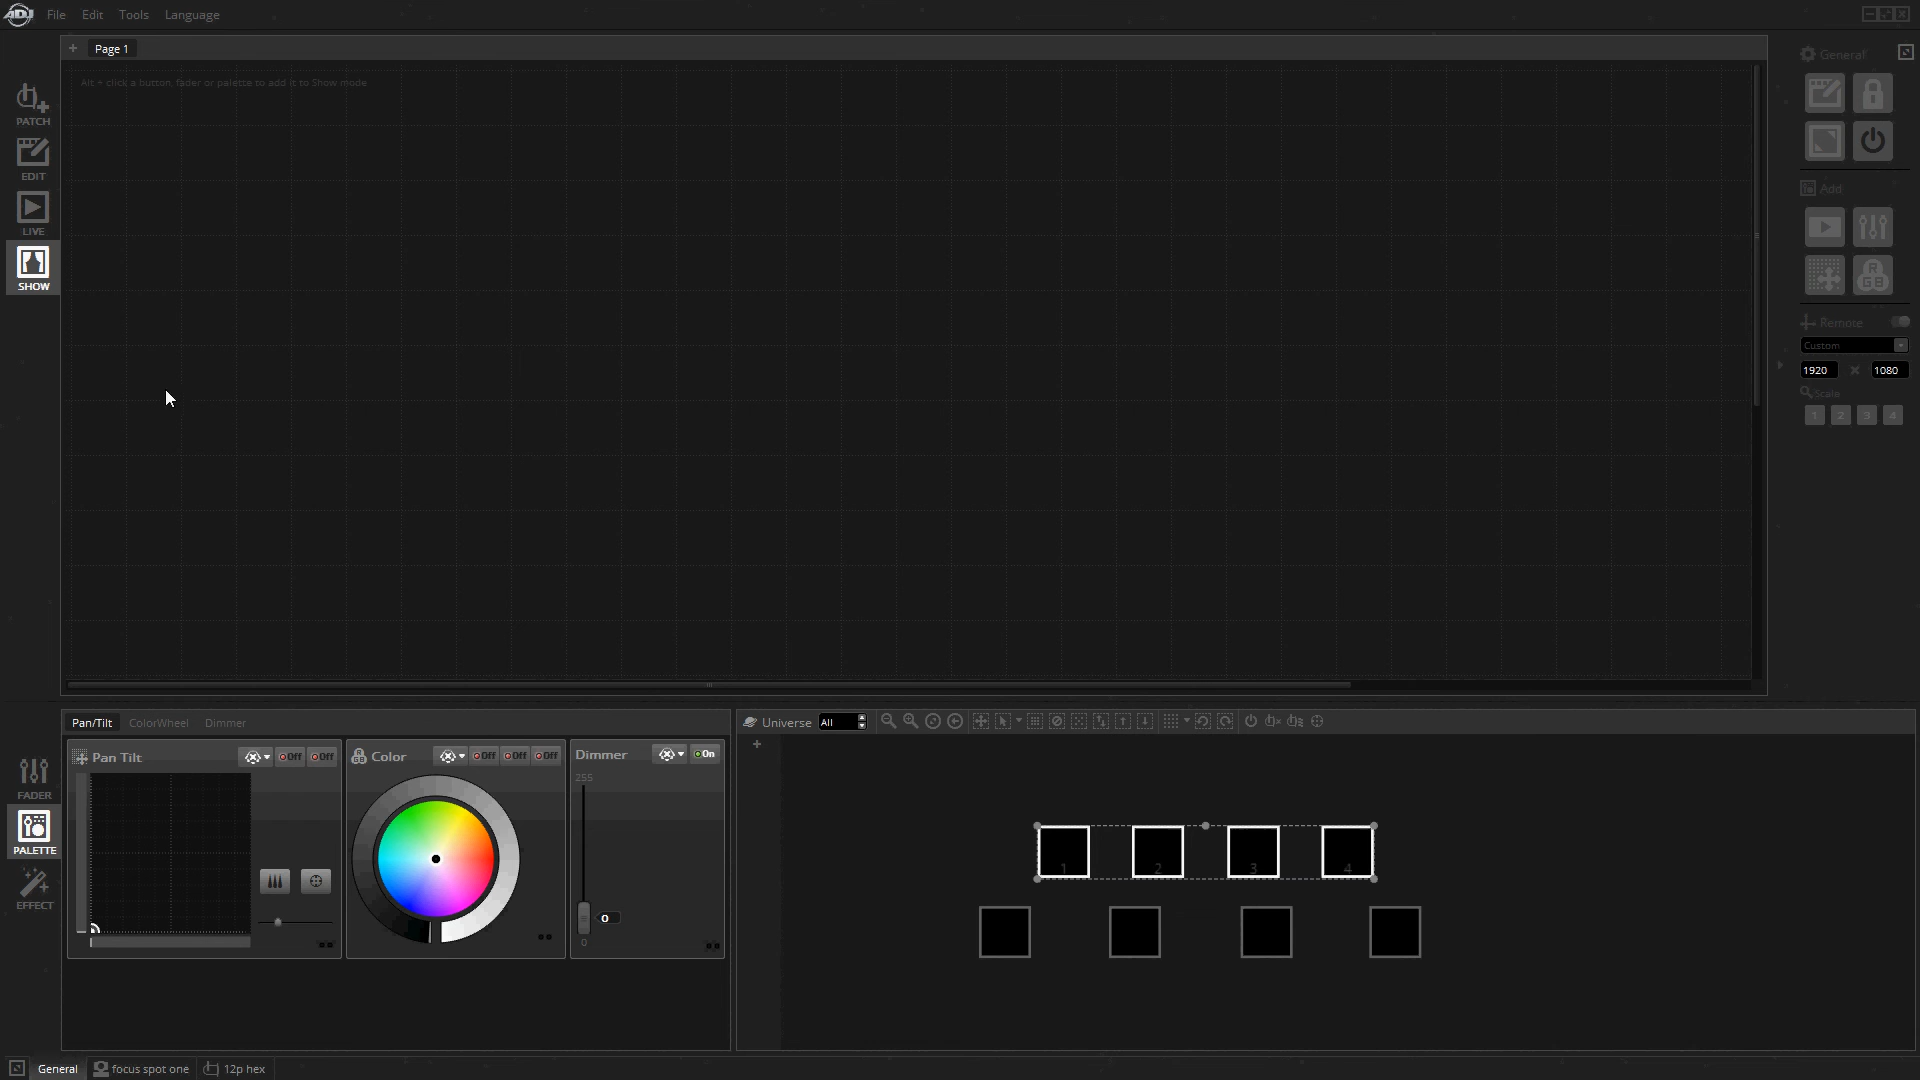 ADJ File Edit Tools Language
+ Page 1
General
Alt + click a button, fader or palette to add it to Show mode
PATCH
EDIT
Add
LIVE
SHOW
RGB
Remote
Custom
1920 x 1080
Scale
1 2 3 4
Pan/Tilt ColorWheel Dimmer
Universe All
Pan Tilt Off Off
RGB Color Off Off Off
Dimmer On
255
FADER
PALETTE
1 2 3 4
EFFECT
0
0
General focus spot one 12p hex